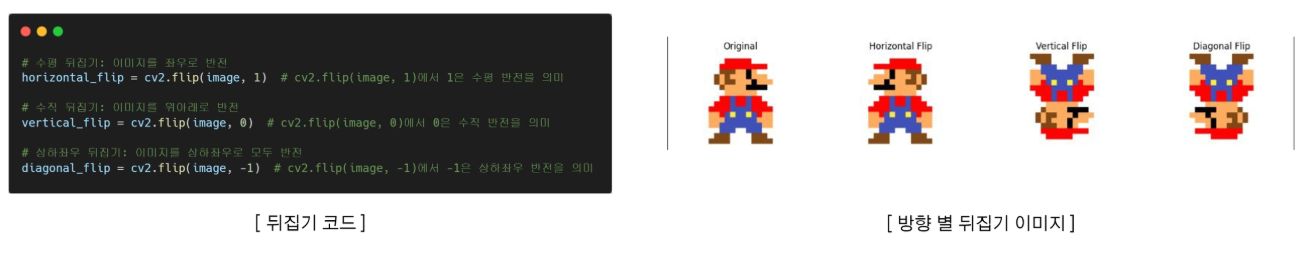 # 수평 뒤집기: 이미지를 좌우로 반전
horizontal_flip = cv2.flip(image, 1)  # cv2.flip(image, 1)에서 1은 수평 반전을 의미
# 수직 뒤집기: 이미지를 위아래로 반전
vertical_flip = cv2.flip(image, 0)  # cv2.flip(image, 0)에서 0은 수직 반전을 의미
# 상하좌우 뒤집기: 이미지를 상하좌우로 모두 반전
diagonal_flip = cv2.flip(image, -1)  # cv2.flip(image, -1)에서 -1은 상하좌우 반전을 의미
[ 뒤집기 코드 ]
Original
Horizontal Flip
Vertical Flip
Diagonal Flip
[ 방향 별 뒤집기 이미지 ]